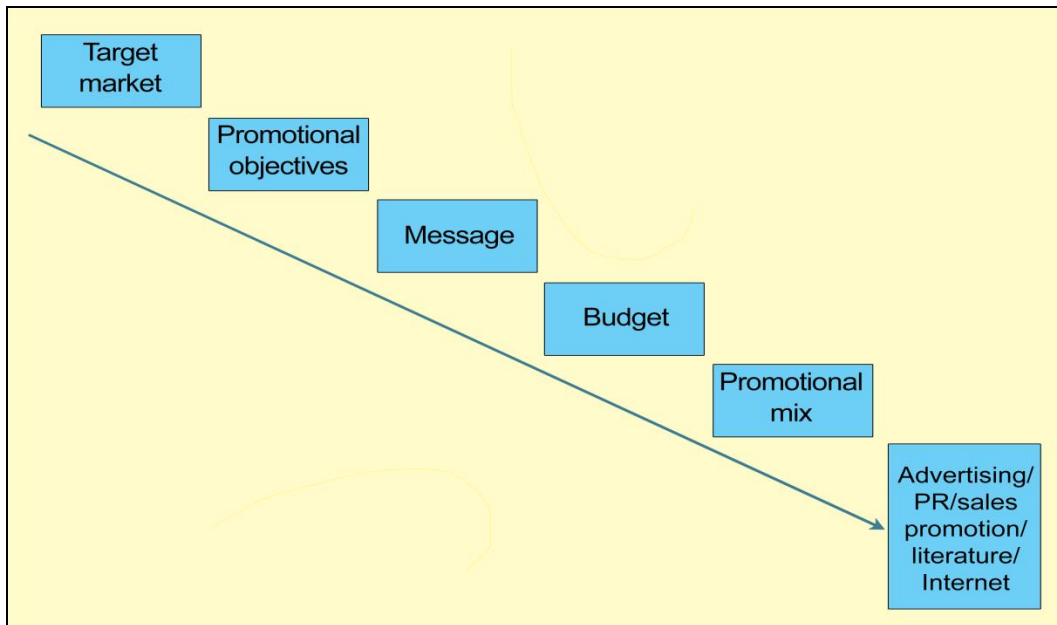 Target
market
Promotional
objectives
Message
Budget
Promotional
mix
Advertising/
PR/sales
promotion/
literature/
Internet